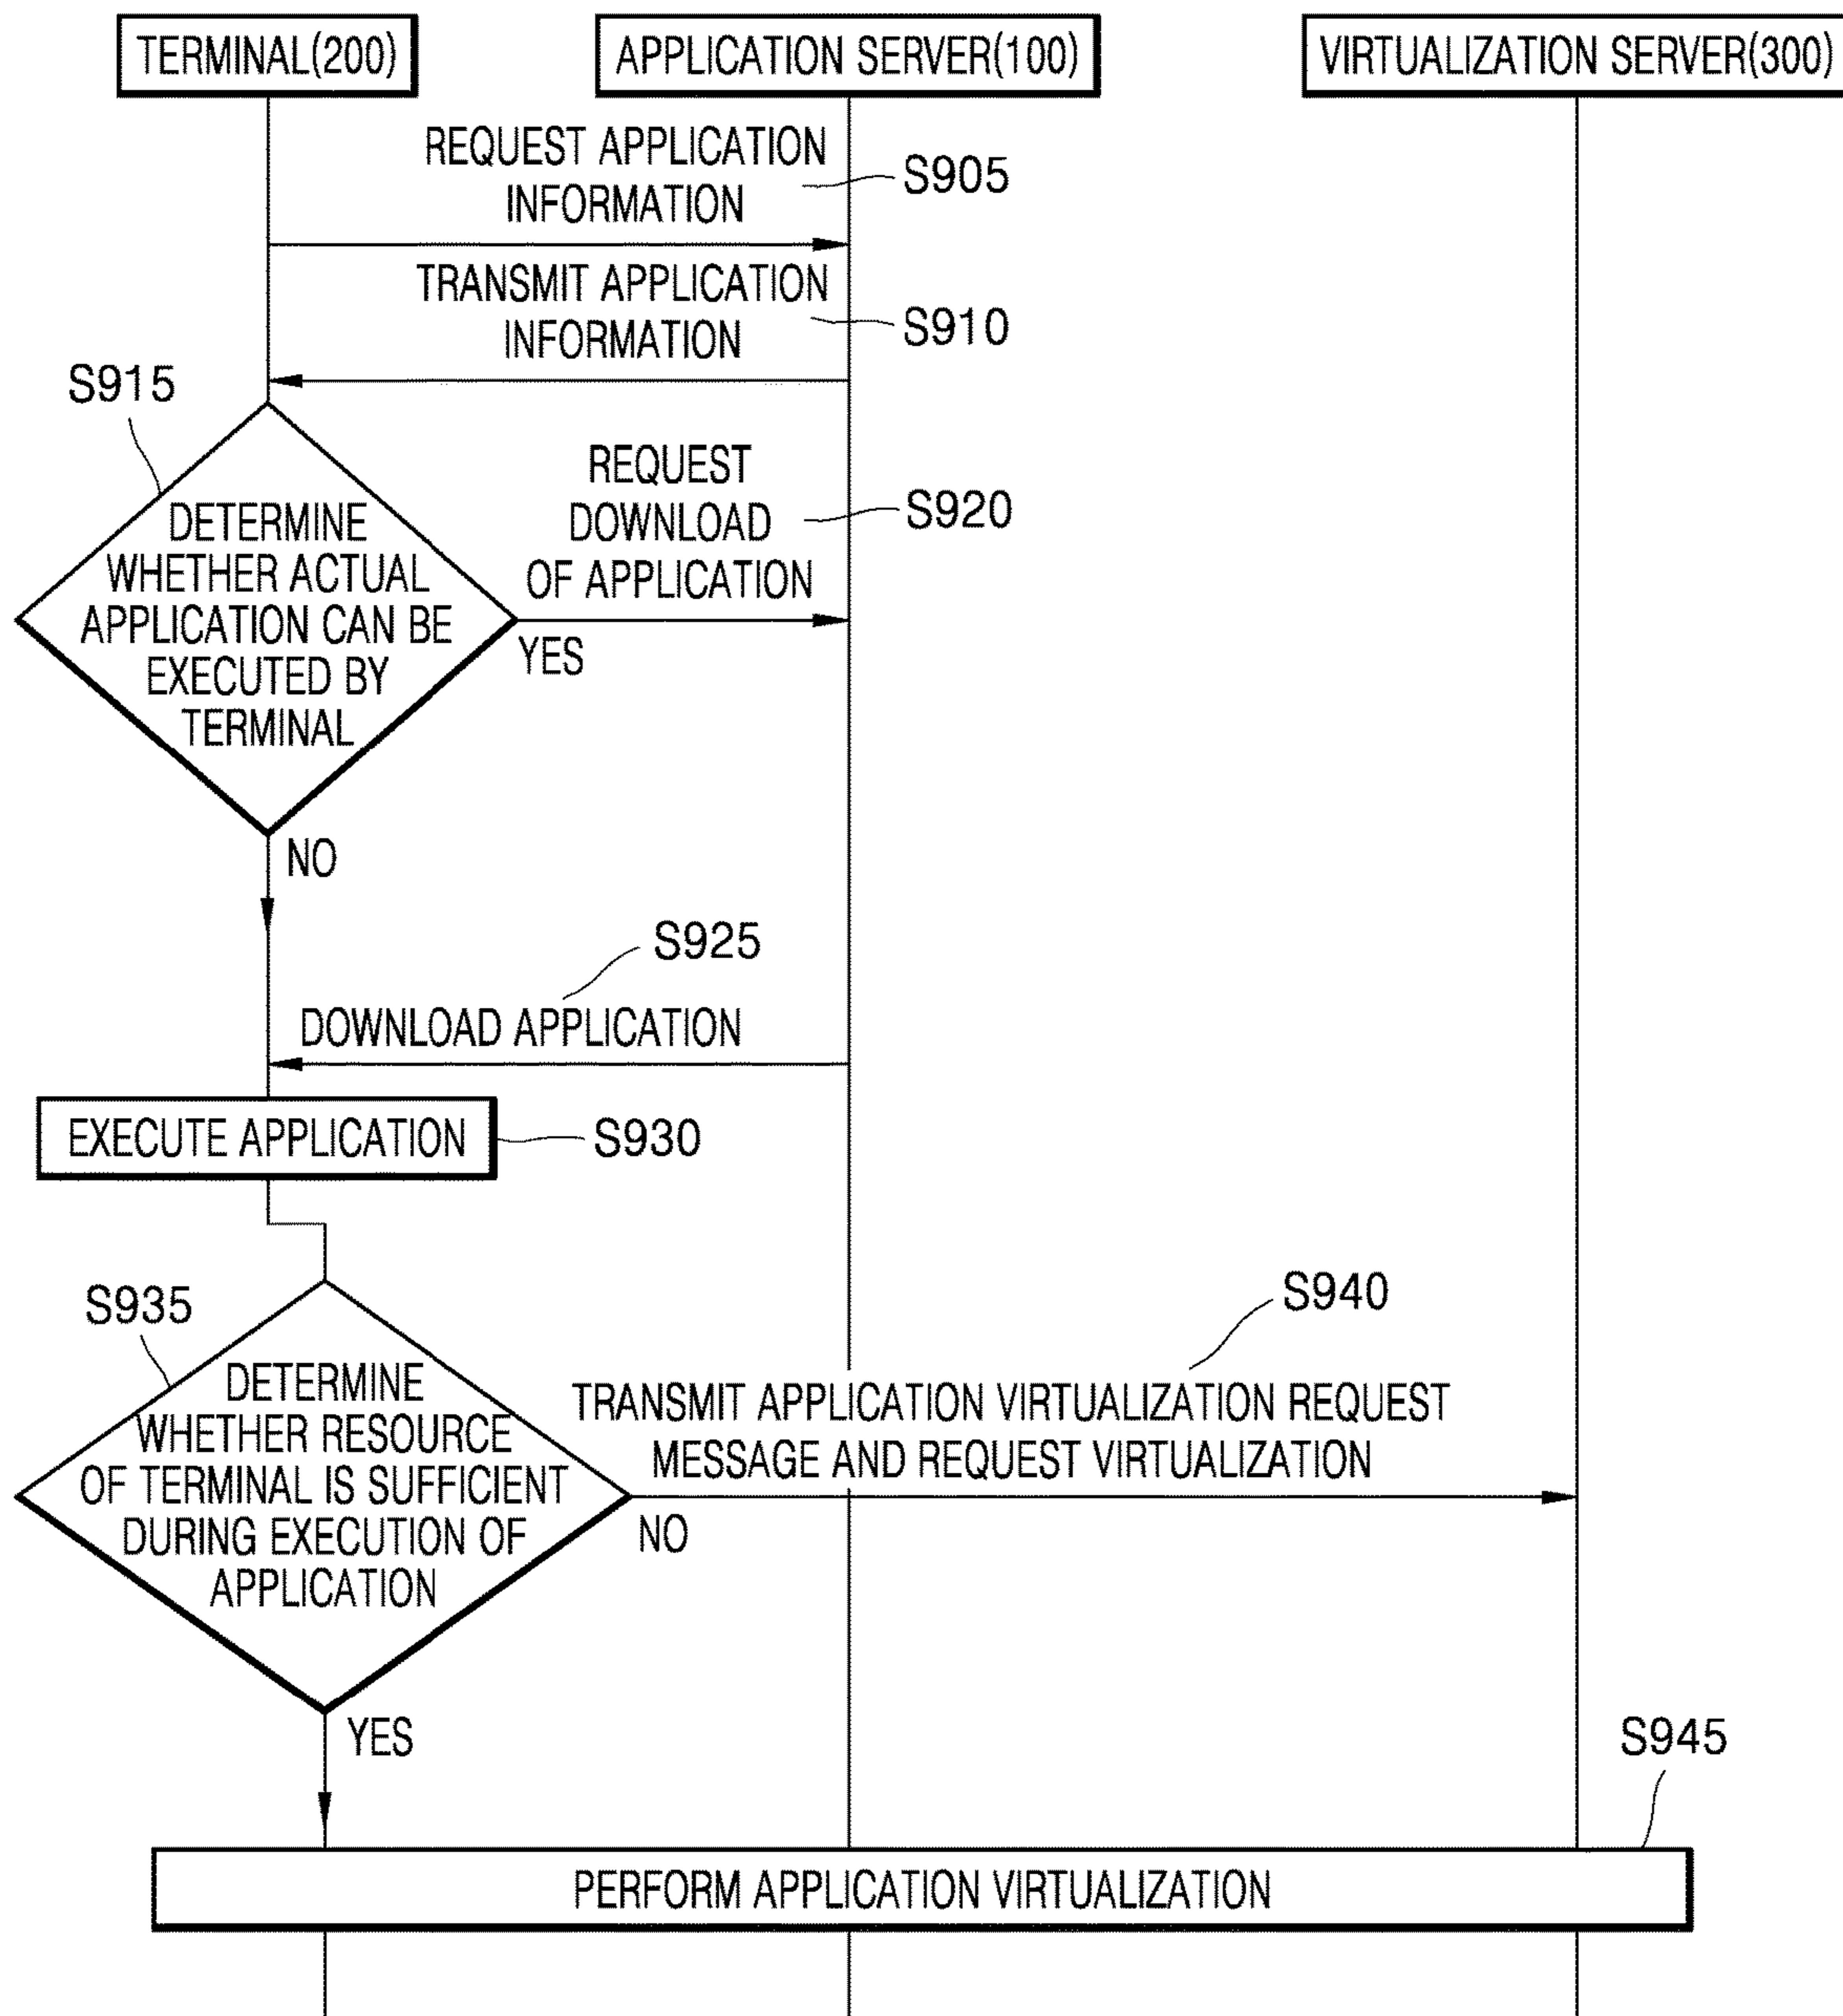 TERMINAL(200)
APPLICATION SERVER(100)
VIRTUALIZATION SERVER(300)
REQUEST APPLICATION
INFORMATION
S905
TRANSMIT APPLICATION
INFORMATION
S910
S915
DETERMINE
WHETHER ACTUAL
APPLICATION CAN BE
EXECUTED BY
TERMINAL
REQUEST
DOWNLOAD
OF APPLICATION
S920
YES
NO
S925
DOWNLOAD APPLICATION
EXECUTE APPLICATION
S930
S935
DETERMINE
WHETHER RESOURCE
OF TERMINAL IS SUFFICIENT
DURING EXECUTION OF
APPLICATION
S940
TRANSMIT APPLICATION VIRTUALIZATION REQUEST
MESSAGE AND REQUEST VIRTUALIZATION
NO
YES
S945
PERFORM APPLICATION VIRTUALIZATION